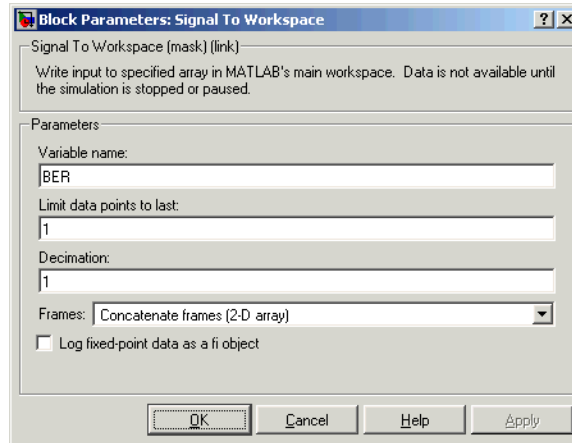 Block Parameters: Signal To Workspace
Signal To Workspace (mask) (link)
Write input to specified array in MATLAB's main workspace. Data is not available until
the simulation is stopped or paused.
Parameters
Variable name:
BER
Limit data points to last:
1
Decimation:
1
Frames: Concatenate frames (2-D array)
Log fixed-point data as a fi object
OK Cancel Help Apply